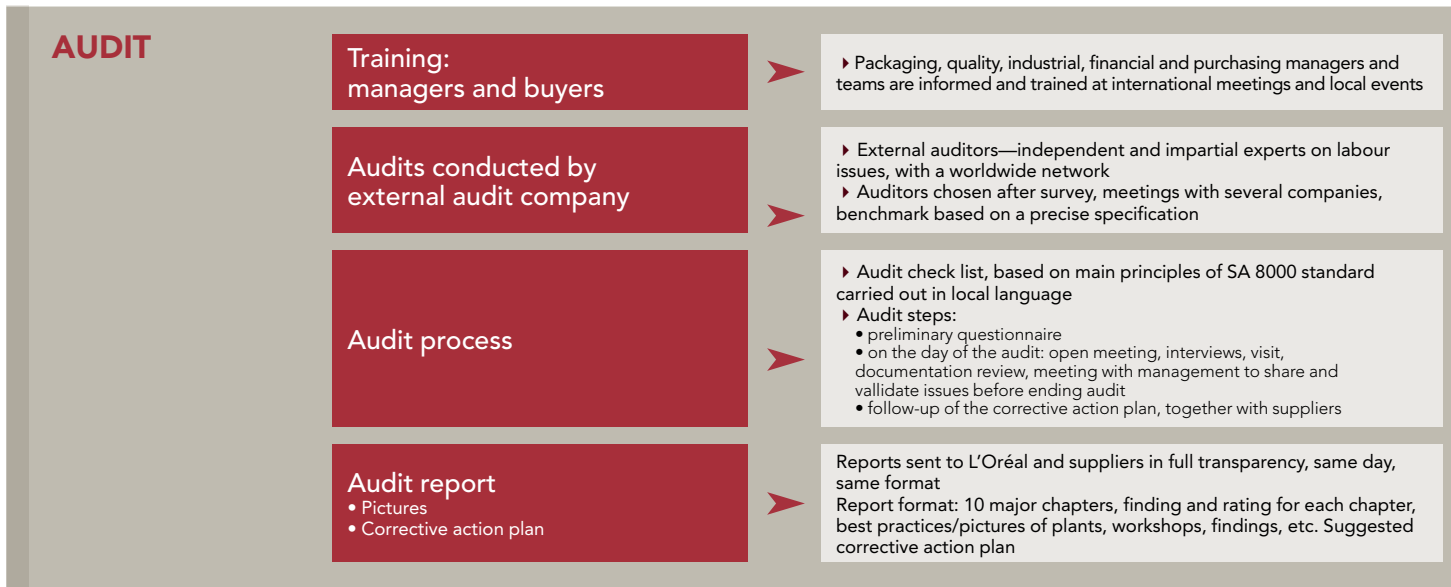 AUDIT
Training:
managers and buyers
Packaging, quality, industrial, financial and purchasing managers and
teams are informed and trained at international meetings and local events
Audits conducted by
external audit company
External auditors—independent and impartial experts on labour
issues, with a worldwide network
Auditors chosen after survey, meetings with several companies,
benchmark based on a precise specification
Audit process
Audit check list, based on main principles of SA 8000 standard
carried out in local language
Audit steps:
• preliminary questionnaire
• on the day of the audit: open meeting, interviews, visit,
documentation review, meeting with management to share and
vallidate issues before ending audit
• follow-up of the corrective action plan, together with suppliers
Audit report
• Pictures
• Corrective action plan
Reports sent to L'Oréal and suppliers in full transparency, same day,
same format
Report format: 10 major chapters, finding and rating for each chapter,
best practices/pictures of plants, workshops, findings, etc. Suggested
corrective action plan